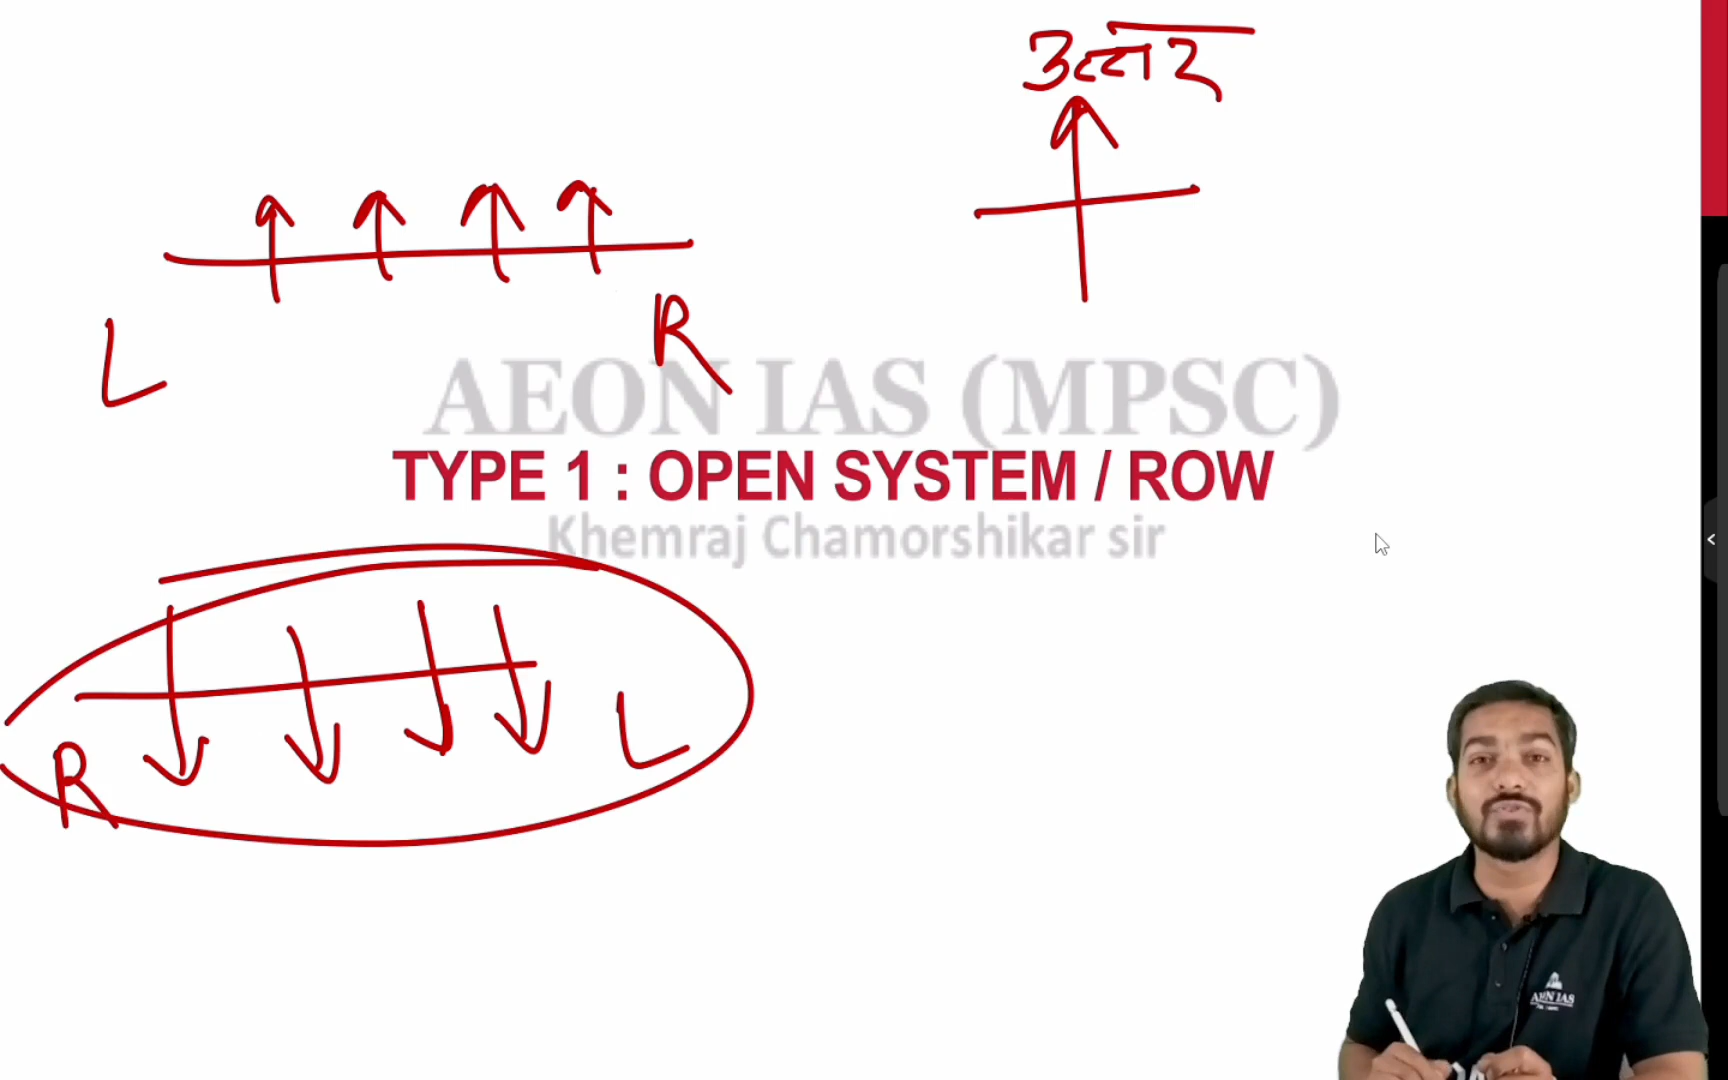 उत्तर
L
R
AEON IAS (MPSC)
TYPE 1 : OPEN SYSTEM / ROW
Khemraj Chamorshikar sir
R
L
AEON IAS